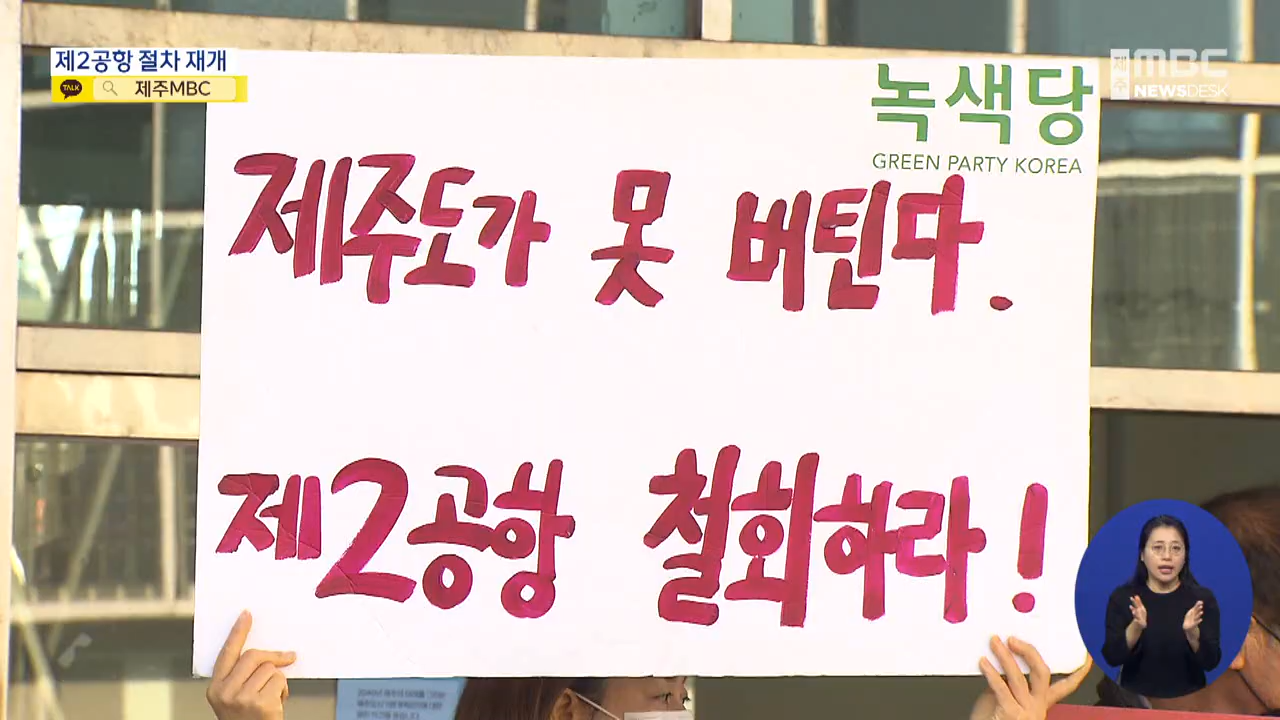 제2공항 절차 재개
TALK 제주MBC
제주 MBC
NEWSDESK
녹색당
GREEN PARTY KOREA
제주도가 못 버틴다.
제2공항 철회하라!